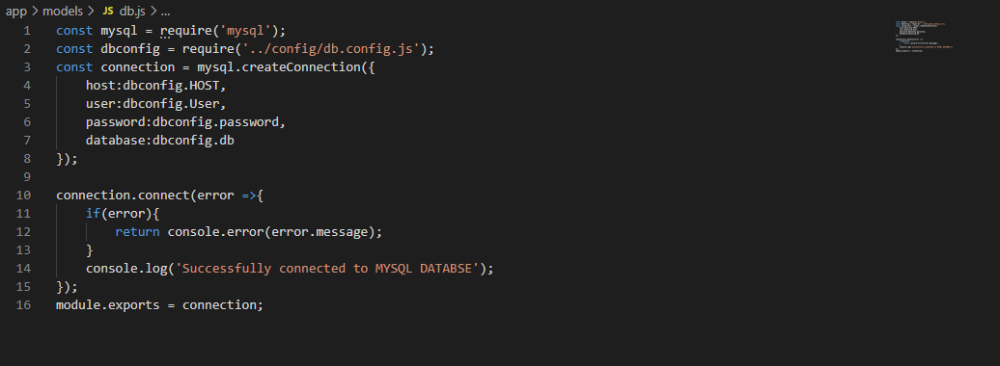 app > models > JS db.js > ...
1 const mysql = require('mysql');
2 const dbconfig = require('../config/db.config.js');
3 const connection = mysql.createConnection({
4 host:dbconfig.HOST,
5 user:dbconfig.User,
6 password:dbconfig.password,
7 database:dbconfig.db
8 });
9
10 connection.connect(error =>{
11 if(error){
12 return console.error(error.message);
13 }
14 console.log('Successfully connected to MYSQL DATABSE');
15 });
16 module.exports = connection;